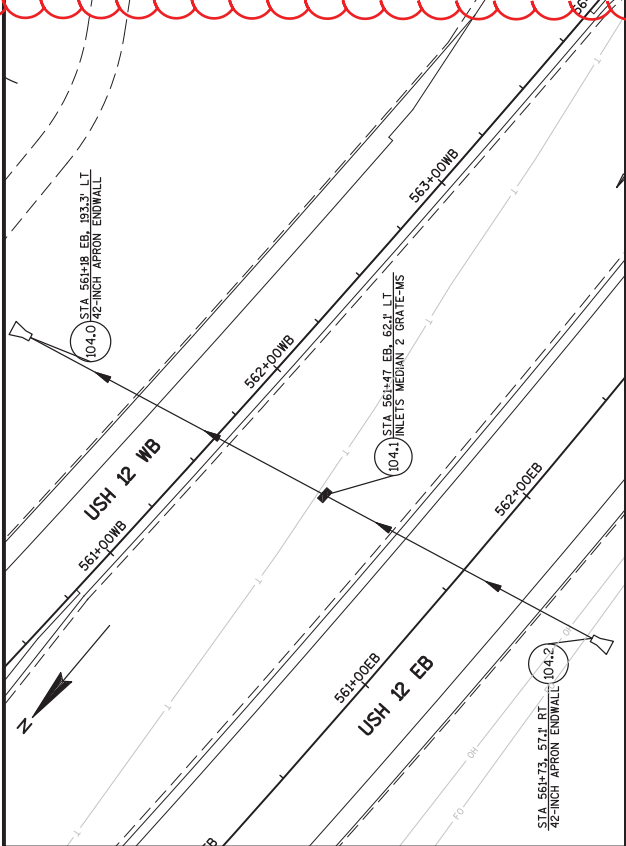 104.0
STA 561+18 EB, 193.3' LT
42-INCH APRON ENDWALL
563+00WB
104.1
STA 561+47 EB, 62.1' LT
INLETS MEDIAN 2 GRATE-MS
562+00WB
USH 12 WB
561+00WB
562+00EB
N
561+00EB
USH 12 EB
OH
OH
FO
STA 561+73, 57.1' RT
42-INCH APRON ENDWALL
104.2